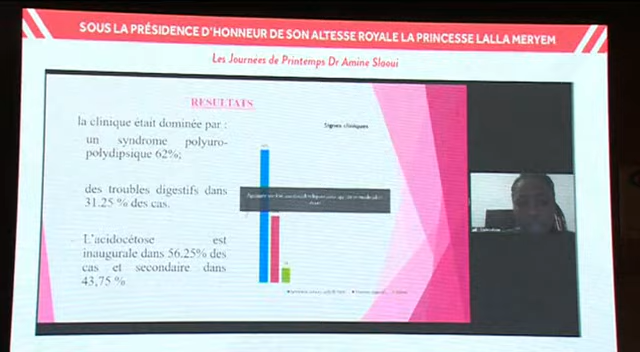 SOUS LA PRÉSIDENCE D'HONNEUR DE SON ALTESSE ROYALE LA PRINCESSE LALLA MERYEM
Les Journées de Printemps Dr Amine Slaoui
RESULTATS
la clinique était dominée par :
un syndrome polyuro-
polydipsique 62%;
des troubles digestifs dans
31.25 % des cas.
L'acidocétose est
inaugurale dans 56.25% des
cas et secondaire dans
43,75 %
Signes cliniques